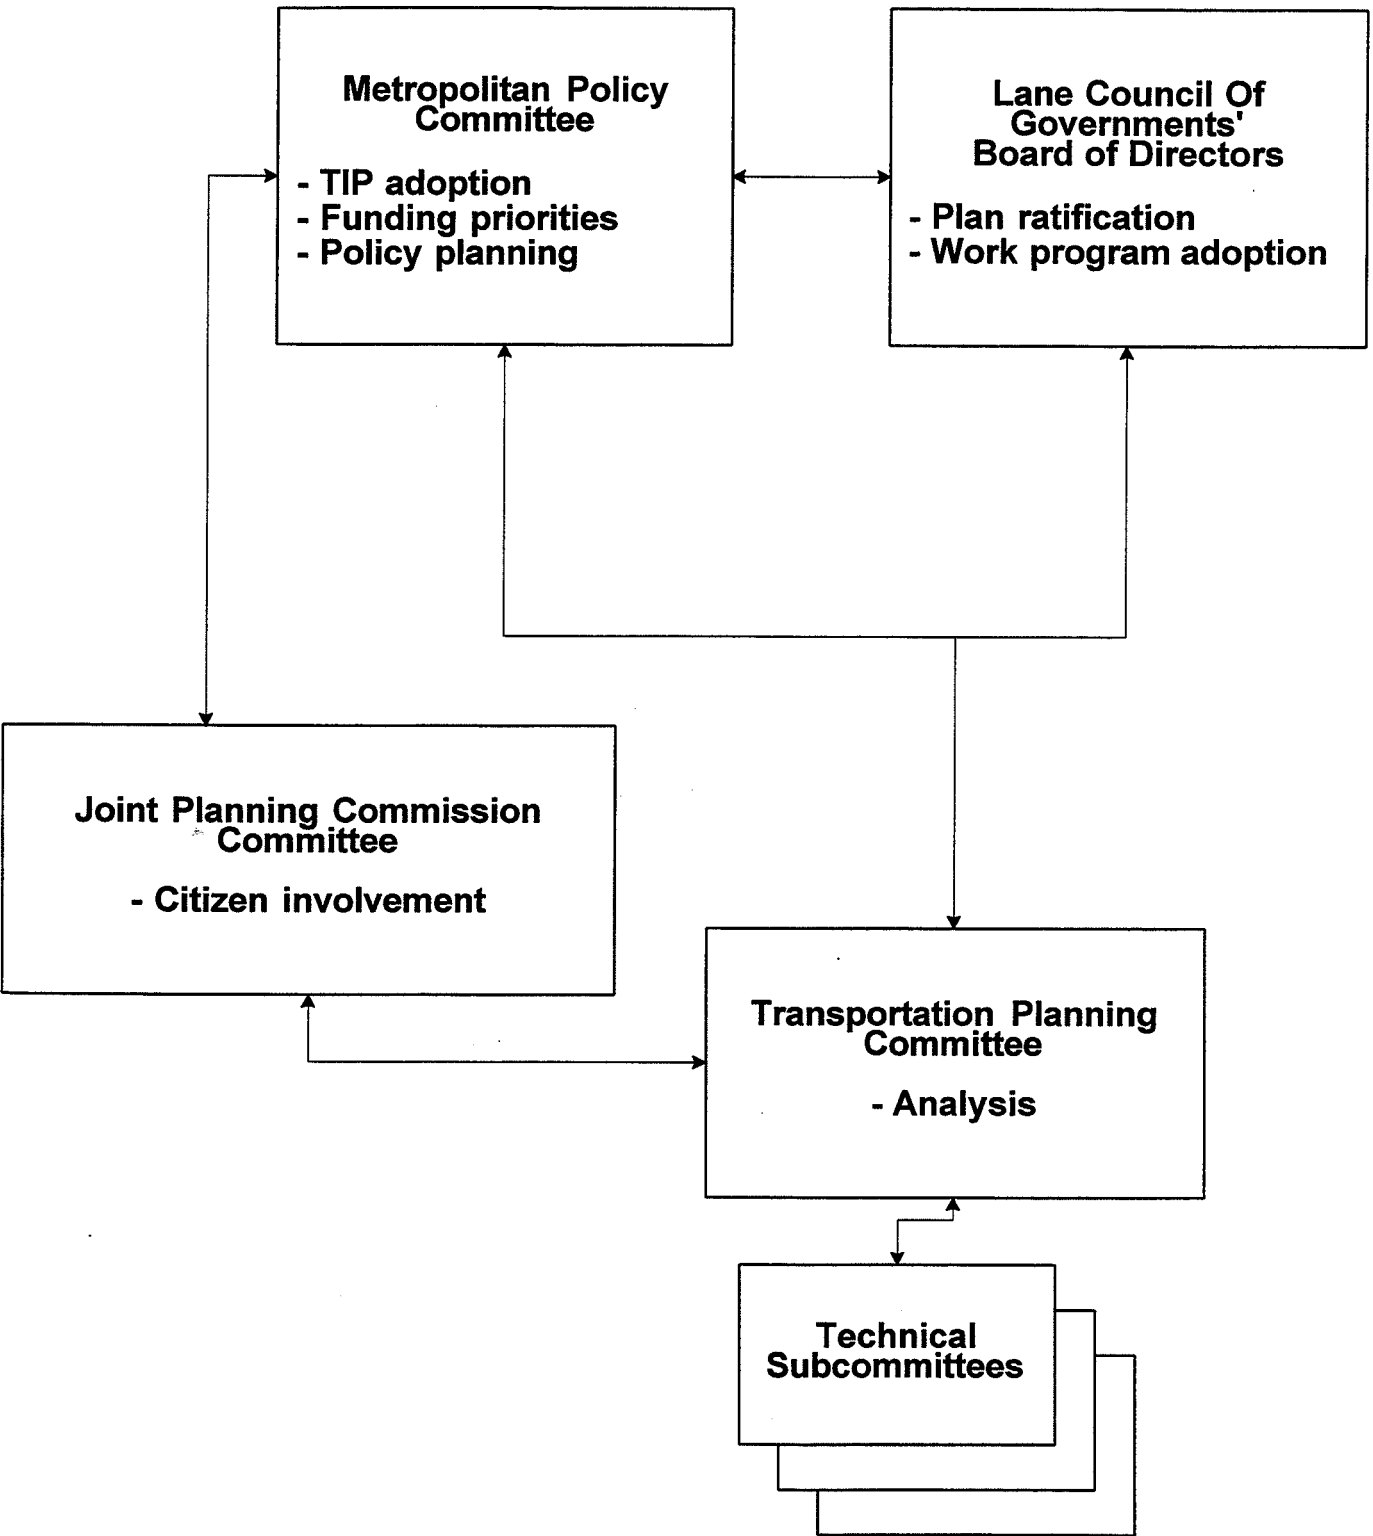 Metropolitan Policy
Committee
- TIP adoption
- Funding priorities
- Policy planning
Lane Council Of
Governments'
Board of Directors
- Plan ratification
- Work program adoption
Joint Planning Commission
Committee
- Citizen involvement
Transportation Planning
Committee
- Analysis
Technical
Subcommittees